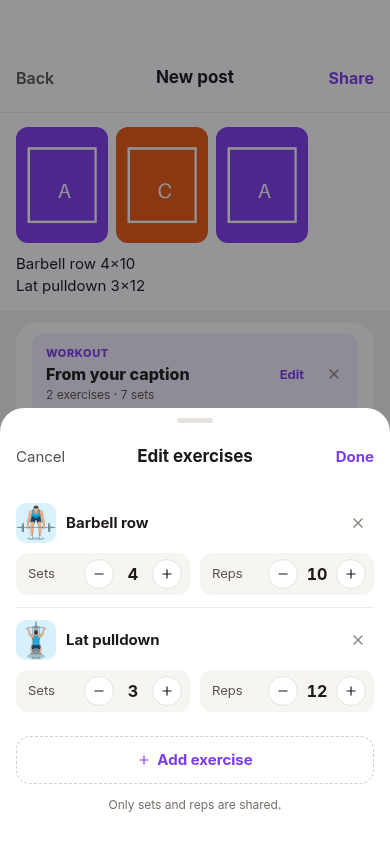 Back New post Share
A C A
Barbell row 4×10
Lat pulldown 3×12
WORKOUT
From your caption Edit ×
2 exercises · 7 sets
Cancel Edit exercises Done
Barbell row ×
Sets − 4 + Reps − 10 +
Lat pulldown ×
Sets − 3 + Reps − 12 +
+ Add exercise
Only sets and reps are shared.